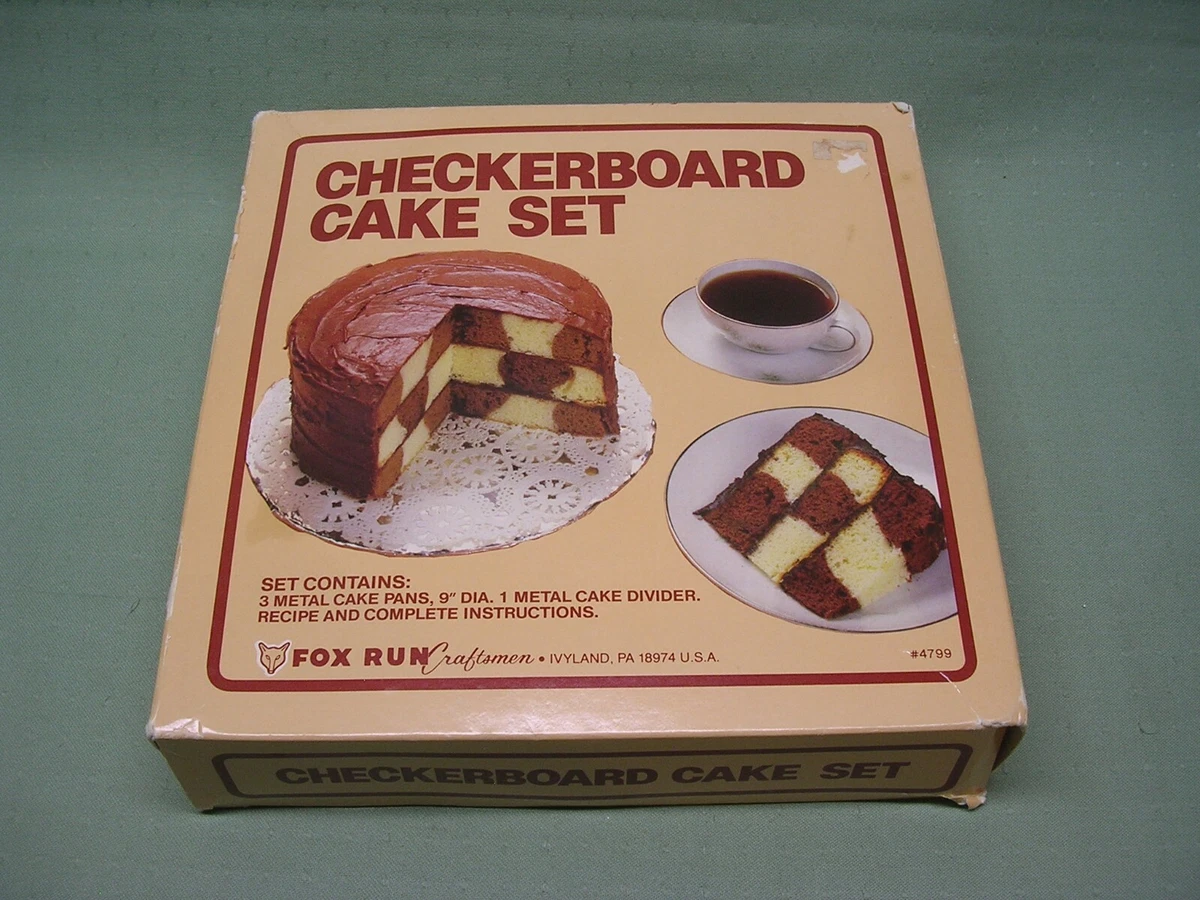 CHECKERBOARD
CAKE SET
SET CONTAINS:
3 METAL CAKE PANS, 9" DIA. 1 METAL CAKE DIVIDER.
RECIPE AND COMPLETE INSTRUCTIONS.
FOX RUN Craftsmen • IVYLAND, PA 18974 U.S.A.
#4799
CHECKERBOARD CAKE SET